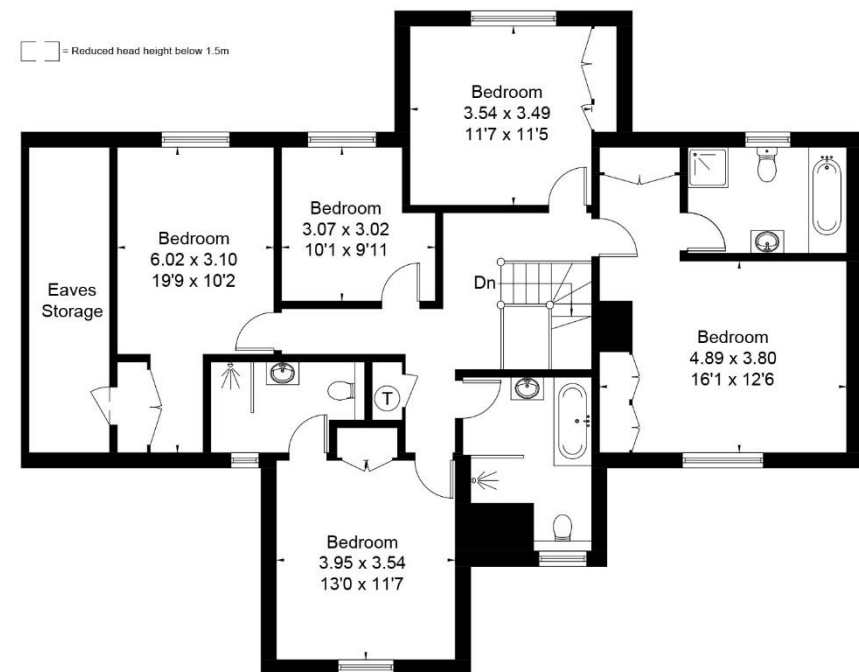 = Reduced head height below 1.5m
Bedroom
3.54 x 3.49
11'7 x 11'5
Bedroom
3.07 x 3.02
10'1 x 9'11
Bedroom
6.02 x 3.10
19'9 x 10'2
Eaves
Storage
Dn
Bedroom
4.89 x 3.80
16'1 x 12'6
T
Bedroom
3.95 x 3.54
13'0 x 11'7